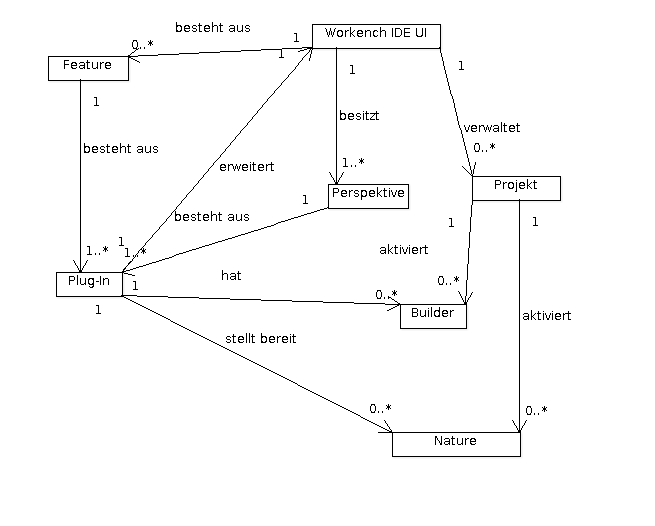 besteht aus
Workench IDE UI
1
0..*
1
Feature
1
1
1
besitzt
verwaltet
besteht aus
0..*
1..*
erweitert
Projekt
Perspektive
1
besteht aus
1
1
1
1..*
1..*
aktiviert
hat
Plug-In
1
0..*
0..*
1
Builder
aktiviert
stellt bereit
0..*
0..*
Nature